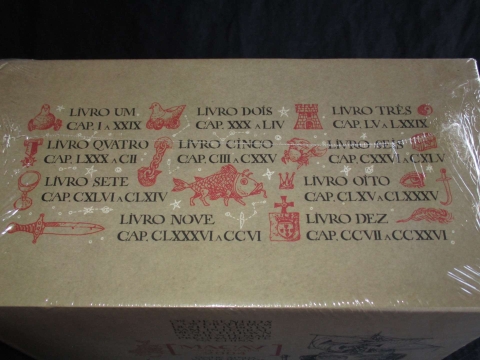 LIVRO UM
CAP. I A XXIX
LIVRO DOIS
CAP. XXX A LIV
LIVRO TRÊS
CAP. LV A LXXIX
LIVRO QVATRO
CAP. LXXX A CII
LIVRO CINCO
CAP. CIII A CXXV
LIVRO SEIS
CAP. CXXVI A CXLV
LIVRO SETE
CAP. CXLVI A CLXIV
LIVRO OITO
CAP. CLXV A CLXXXV
LIVRO NOVE
CAP. CLXXXVI A CCVI
LIVRO DEZ
CAP. CCVII A CCXXVI